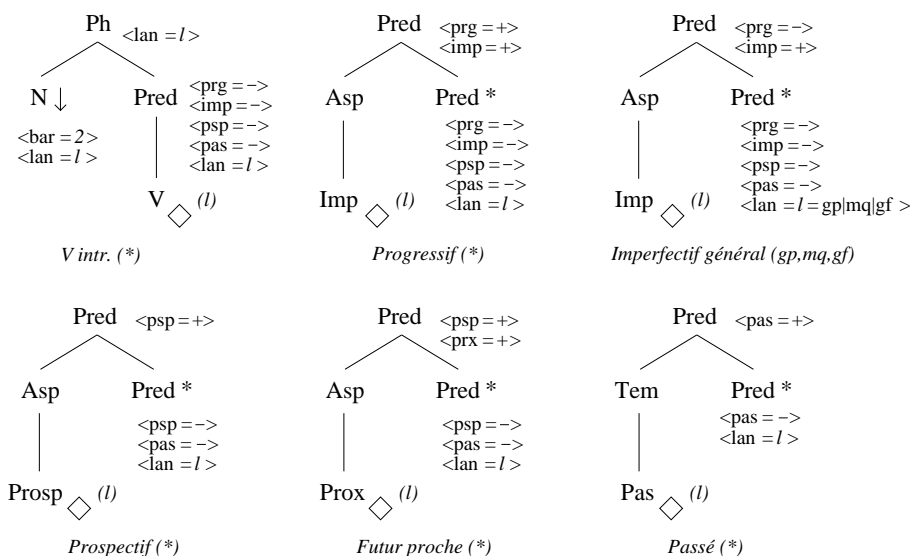 Ph <lan = l >
N ↓ Pred
<bar = 2 >
<lan = l >
<prg = −>
<imp = −>
<psp = −>
<pas = −>
<lan = l >
V ◇ (l)
V intr. (*)
Pred <prg = +>
<imp = +>
Asp Pred *
<prg = −>
<imp = −>
<psp = −>
<pas = −>
<lan = l >
Imp ◇ (l)
Progressif (*)
Pred <prg = −>
<imp = +>
Asp Pred *
<prg = −>
<imp = −>
<psp = −>
<pas = −>
<lan = l = gp|mq|gf >
Imp ◇ (l)
Imperfectif général (gp,mq,gf)
Pred <psp = +>
Asp Pred *
<psp = −>
<pas = −>
<lan = l >
Prosp ◇ (l)
Prospectif (*)
Pred <psp = +>
<prx = +>
Asp Pred *
<psp = −>
<pas = −>
<lan = l >
Prox ◇ (l)
Futur proche (*)
Pred <pas = +>
Tem Pred *
<pas = −>
<lan = l >
Pas ◇ (l)
Passé (*)